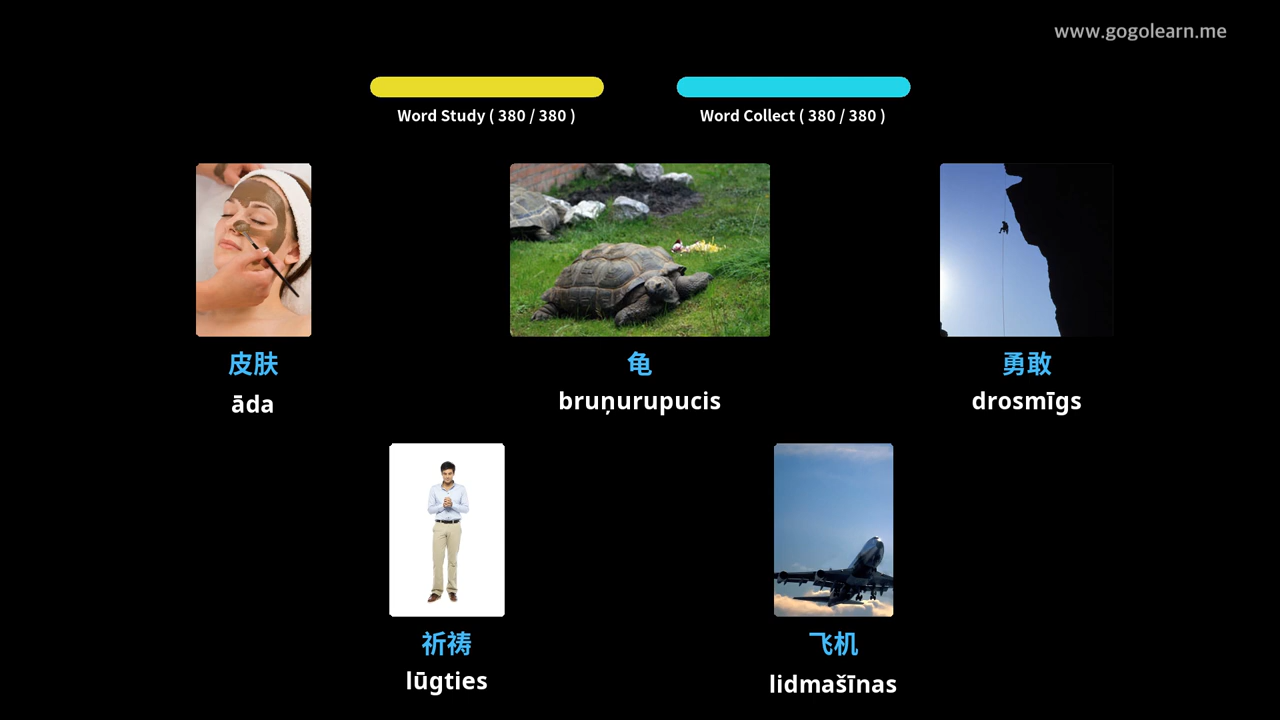 www.gogolearn.me
Word Study ( 380 / 380 )
Word Collect ( 380 / 380 )
皮肤
龟
勇敢
āda
bruņurupucis
drosmīgs
祈祷
飞机
lūgties
lidmašīnas